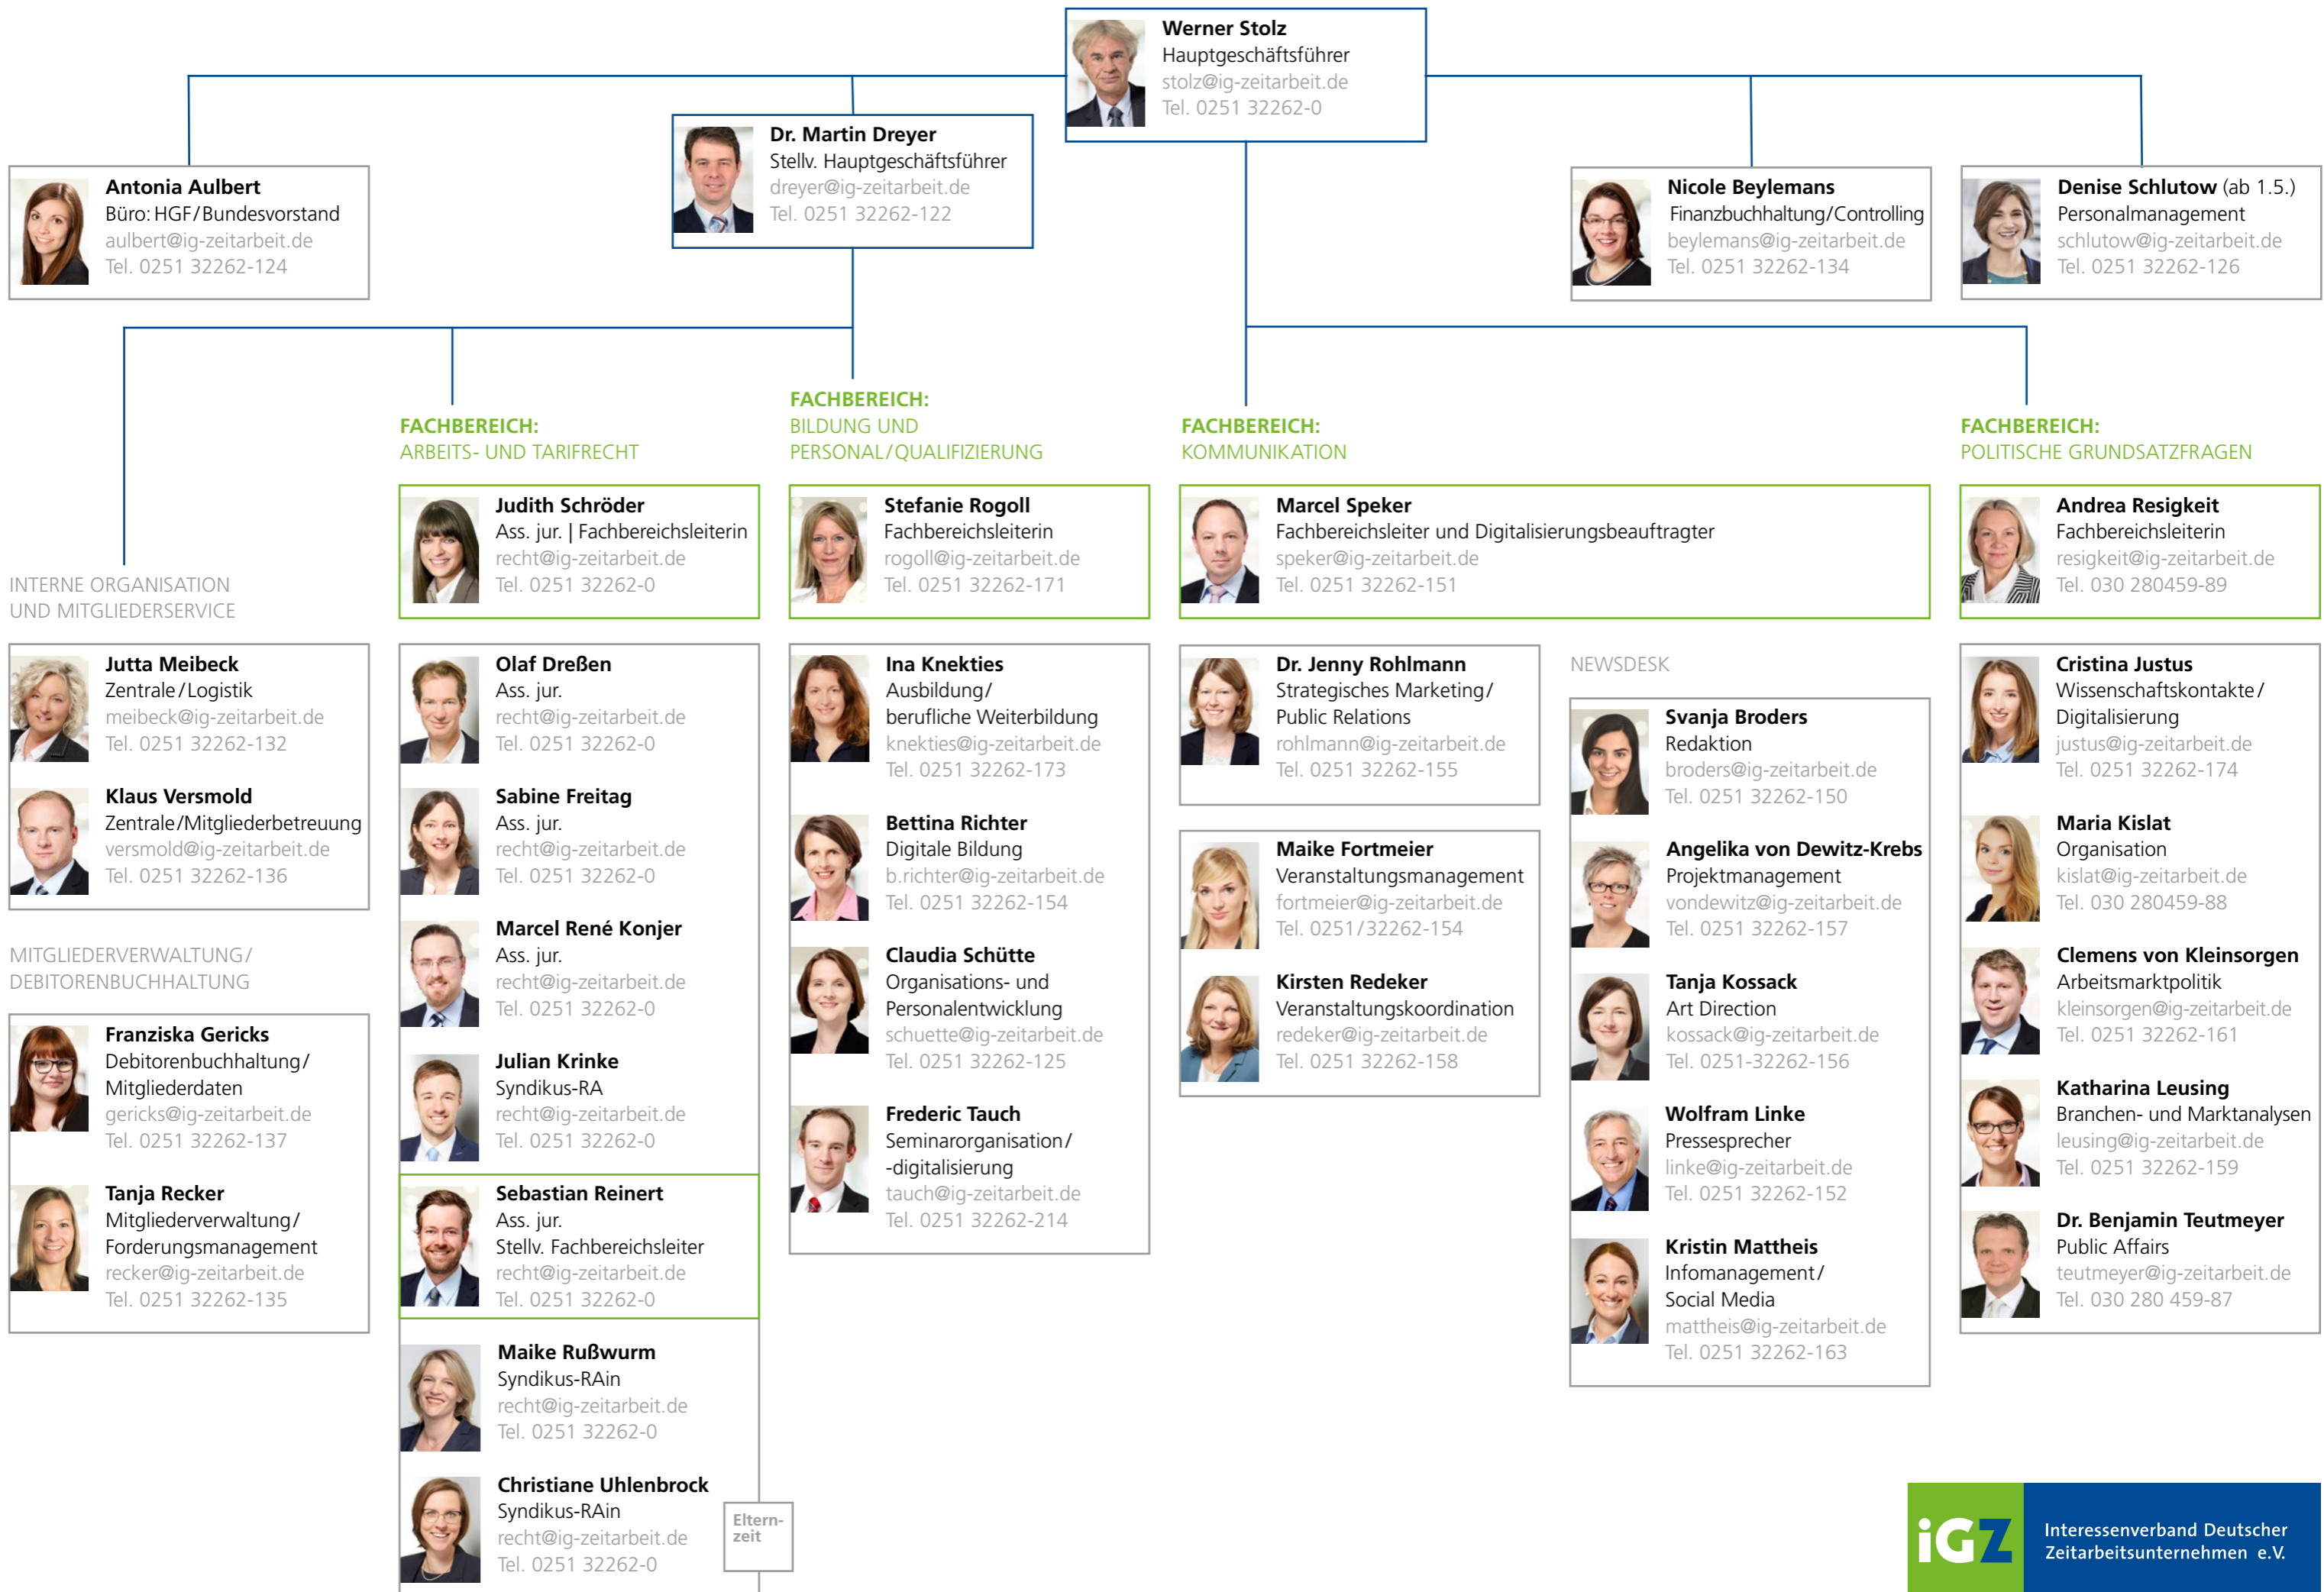 Werner Stolz
Hauptgeschäftsführer
stolz@ig-zeitarbeit.de
Tel. 0251 32262-0
Dr. Martin Dreyer
Stellv. Hauptgeschäftsführer
dreyer@ig-zeitarbeit.de
Tel. 0251 32262-122
Antonia Aulbert
Büro: HGF/Bundesvorstand
aulbert@ig-zeitarbeit.de
Tel. 0251 32262-124
Nicole Beylemans
Finanzbuchhaltung/Controlling
beylemans@ig-zeitarbeit.de
Tel. 0251 32262-134
Denise Schlutow (ab 1.5.)
Personalmanagement
schlutow@ig-zeitarbeit.de
Tel. 0251 32262-126
INTERNE ORGANISATION
UND MITGLIEDERSERVICE
Jutta Meibeck
Zentrale/Logistik
meibeck@ig-zeitarbeit.de
Tel. 0251 32262-132
Klaus Versmold
Zentrale/Mitgliederbetreuung
versmold@ig-zeitarbeit.de
Tel. 0251 32262-136
MITGLIEDERVERWALTUNG/
DEBITORENBUCHHALTUNG
Franziska Gericks
Debitorenbuchhaltung/
Mitgliederdaten
gericks@ig-zeitarbeit.de
Tel. 0251 32262-137
Tanja Recker
Mitgliederverwaltung/
Forderungsmanagement
recker@ig-zeitarbeit.de
Tel. 0251 32262-135
FACHBEREICH:
ARBEITS- UND TARIFRECHT
Judith Schröder
Ass. jur. | Fachbereichsleiterin
recht@ig-zeitarbeit.de
Tel. 0251 32262-0
Olaf Dreßen
Ass. jur.
recht@ig-zeitarbeit.de
Tel. 0251 32262-0
Sabine Freitag
Ass. jur.
recht@ig-zeitarbeit.de
Tel. 0251 32262-0
Marcel René Konjer
Ass. jur.
recht@ig-zeitarbeit.de
Tel. 0251 32262-0
Julian Krinke
Syndikus-RA
recht@ig-zeitarbeit.de
Tel. 0251 32262-0
Sebastian Reinert
Ass. jur.
Stellv. Fachbereichsleiter
recht@ig-zeitarbeit.de
Tel. 0251 32262-0
Maike Rußwurm
Syndikus-RAin
recht@ig-zeitarbeit.de
Tel. 0251 32262-0
Christiane Uhlenbrock
Syndikus-RAin
recht@ig-zeitarbeit.de
Tel. 0251 32262-0
Eltern-
zeit
FACHBEREICH:
BILDUNG UND
PERSONAL/QUALIFIZIERUNG
Stefanie Rogoll
Fachbereichsleiterin
rogoll@ig-zeitarbeit.de
Tel. 0251 32262-171
Ina Knekties
Ausbildung/
berufliche Weiterbildung
knekties@ig-zeitarbeit.de
Tel. 0251 32262-173
Bettina Richter
Digitale Bildung
b.richter@ig-zeitarbeit.de
Tel. 0251 32262-154
Claudia Schütte
Organisations- und
Personalentwicklung
schuette@ig-zeitarbeit.de
Tel. 0251 32262-125
Frederic Tauch
Seminarorganisation/
-digitalisierung
tauch@ig-zeitarbeit.de
Tel. 0251 32262-214
FACHBEREICH:
KOMMUNIKATION
Marcel Speker
Fachbereichsleiter und Digitalisierungsbeauftragter
speker@ig-zeitarbeit.de
Tel. 0251 32262-151
Dr. Jenny Rohlmann
Strategisches Marketing/
Public Relations
rohlmann@ig-zeitarbeit.de
Tel. 0251 32262-155
Maike Fortmeier
Veranstaltungsmanagement
fortmeier@ig-zeitarbeit.de
Tel. 0251/32262-154
Kirsten Redeker
Veranstaltungskoordination
redeker@ig-zeitarbeit.de
Tel. 0251 32262-158
NEWSDESK
Svanja Broders
Redaktion
broders@ig-zeitarbeit.de
Tel. 0251 32262-150
Angelika von Dewitz-Krebs
Projektmanagement
vondewitz@ig-zeitarbeit.de
Tel. 0251 32262-157
Tanja Kossack
Art Direction
kossack@ig-zeitarbeit.de
Tel. 0251-32262-156
Wolfram Linke
Pressesprecher
linke@ig-zeitarbeit.de
Tel. 0251 32262-152
Kristin Mattheis
Infomanagement/
Social Media
mattheis@ig-zeitarbeit.de
Tel. 0251 32262-163
FACHBEREICH:
POLITISCHE GRUNDSATZFRAGEN
Andrea Resigkeit
Fachbereichsleiterin
resigkeit@ig-zeitarbeit.de
Tel. 030 280459-89
Cristina Justus
Wissenschaftskontakte/
Digitalisierung
justus@ig-zeitarbeit.de
Tel. 0251 32262-174
Maria Kislat
Organisation
kislat@ig-zeitarbeit.de
Tel. 030 280459-88
Clemens von Kleinsorgen
Arbeitsmarktpolitik
kleinsorgen@ig-zeitarbeit.de
Tel. 0251 32262-161
Katharina Leusing
Branchen- und Marktanalysen
leusing@ig-zeitarbeit.de
Tel. 0251 32262-159
Dr. Benjamin Teutmeyer
Public Affairs
teutmeyer@ig-zeitarbeit.de
Tel. 030 280 459-87
iGZ
Interessenverband Deutscher
Zeitarbeitsunternehmen e.V.